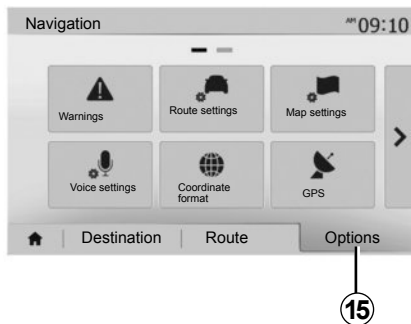 Navigation
AM 09:10
Warnings
Route settings
Map settings
Voice settings
Coordinate
format
GPS
Destination
Route
Options
15